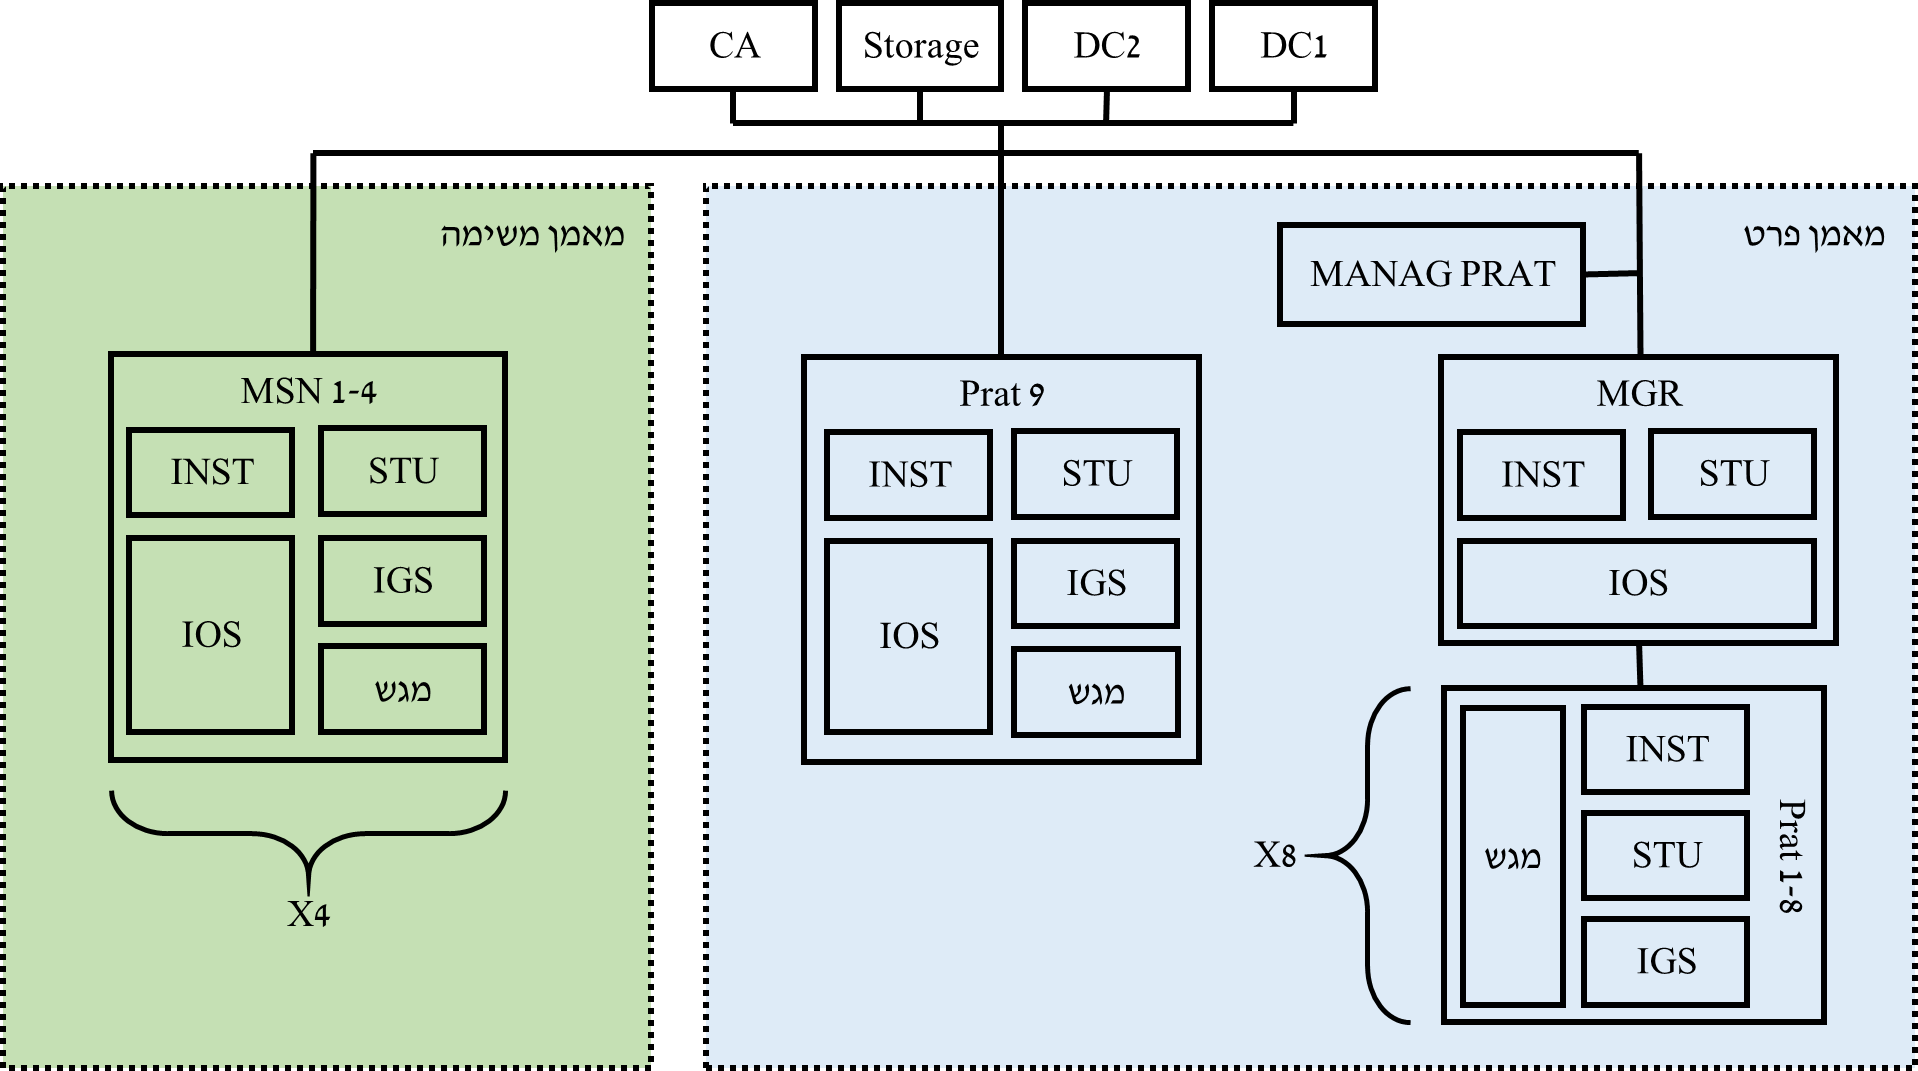 CA
Storage
DC2
DC1
מאמן משימה
MSN 1-4
INST
STU
IOS
IGS
מגש
X4
מאמן פרט
MANAG PRAT
Prat 9
INST
STU
IOS
IGS
מגש
MGR
INST
STU
IOS
X8
מגש
INST
STU
IGS
Prat 1-8